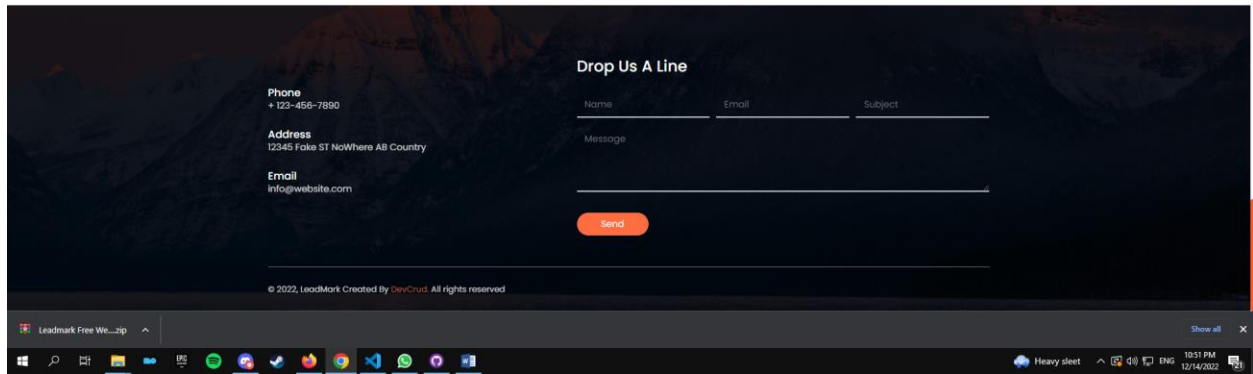 Drop Us A Line
Phone
+ 123-456-7890
Address
12345 Fake ST NoWhere AB Country
Email
info@website.com
Name
Email
Subject
Message
Send
© 2022, LeadMark Created By DevCrud. All rights reserved
Leadmark Free We....zip
Show all
EPIC
Heavy sleet
ENG
10:51 PM
12/14/2022
21